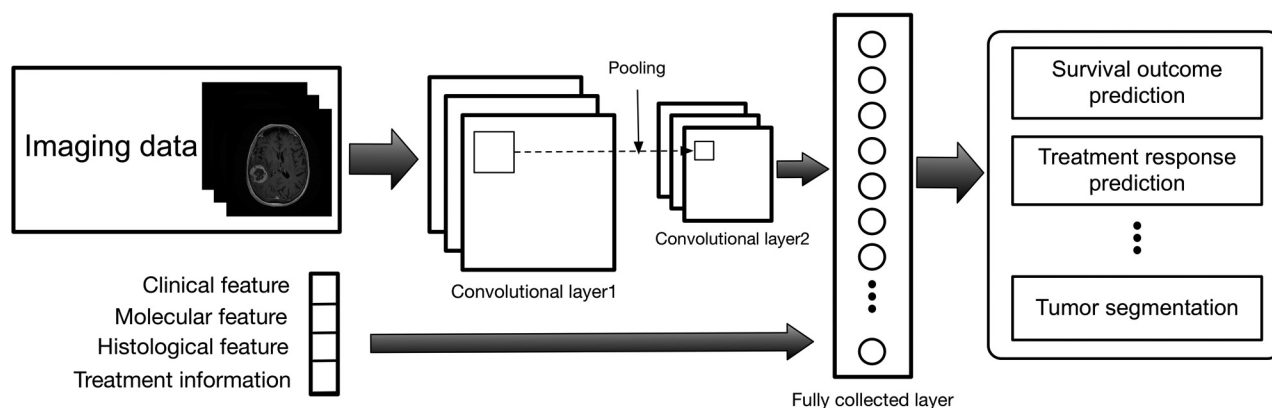 Imaging data
Clinical feature
Molecular feature
Histological feature
Treatment information
Convolutional layer1
Pooling
Convolutional layer2
Fully collected layer
Survival outcome
prediction
Treatment response
prediction
Tumor segmentation